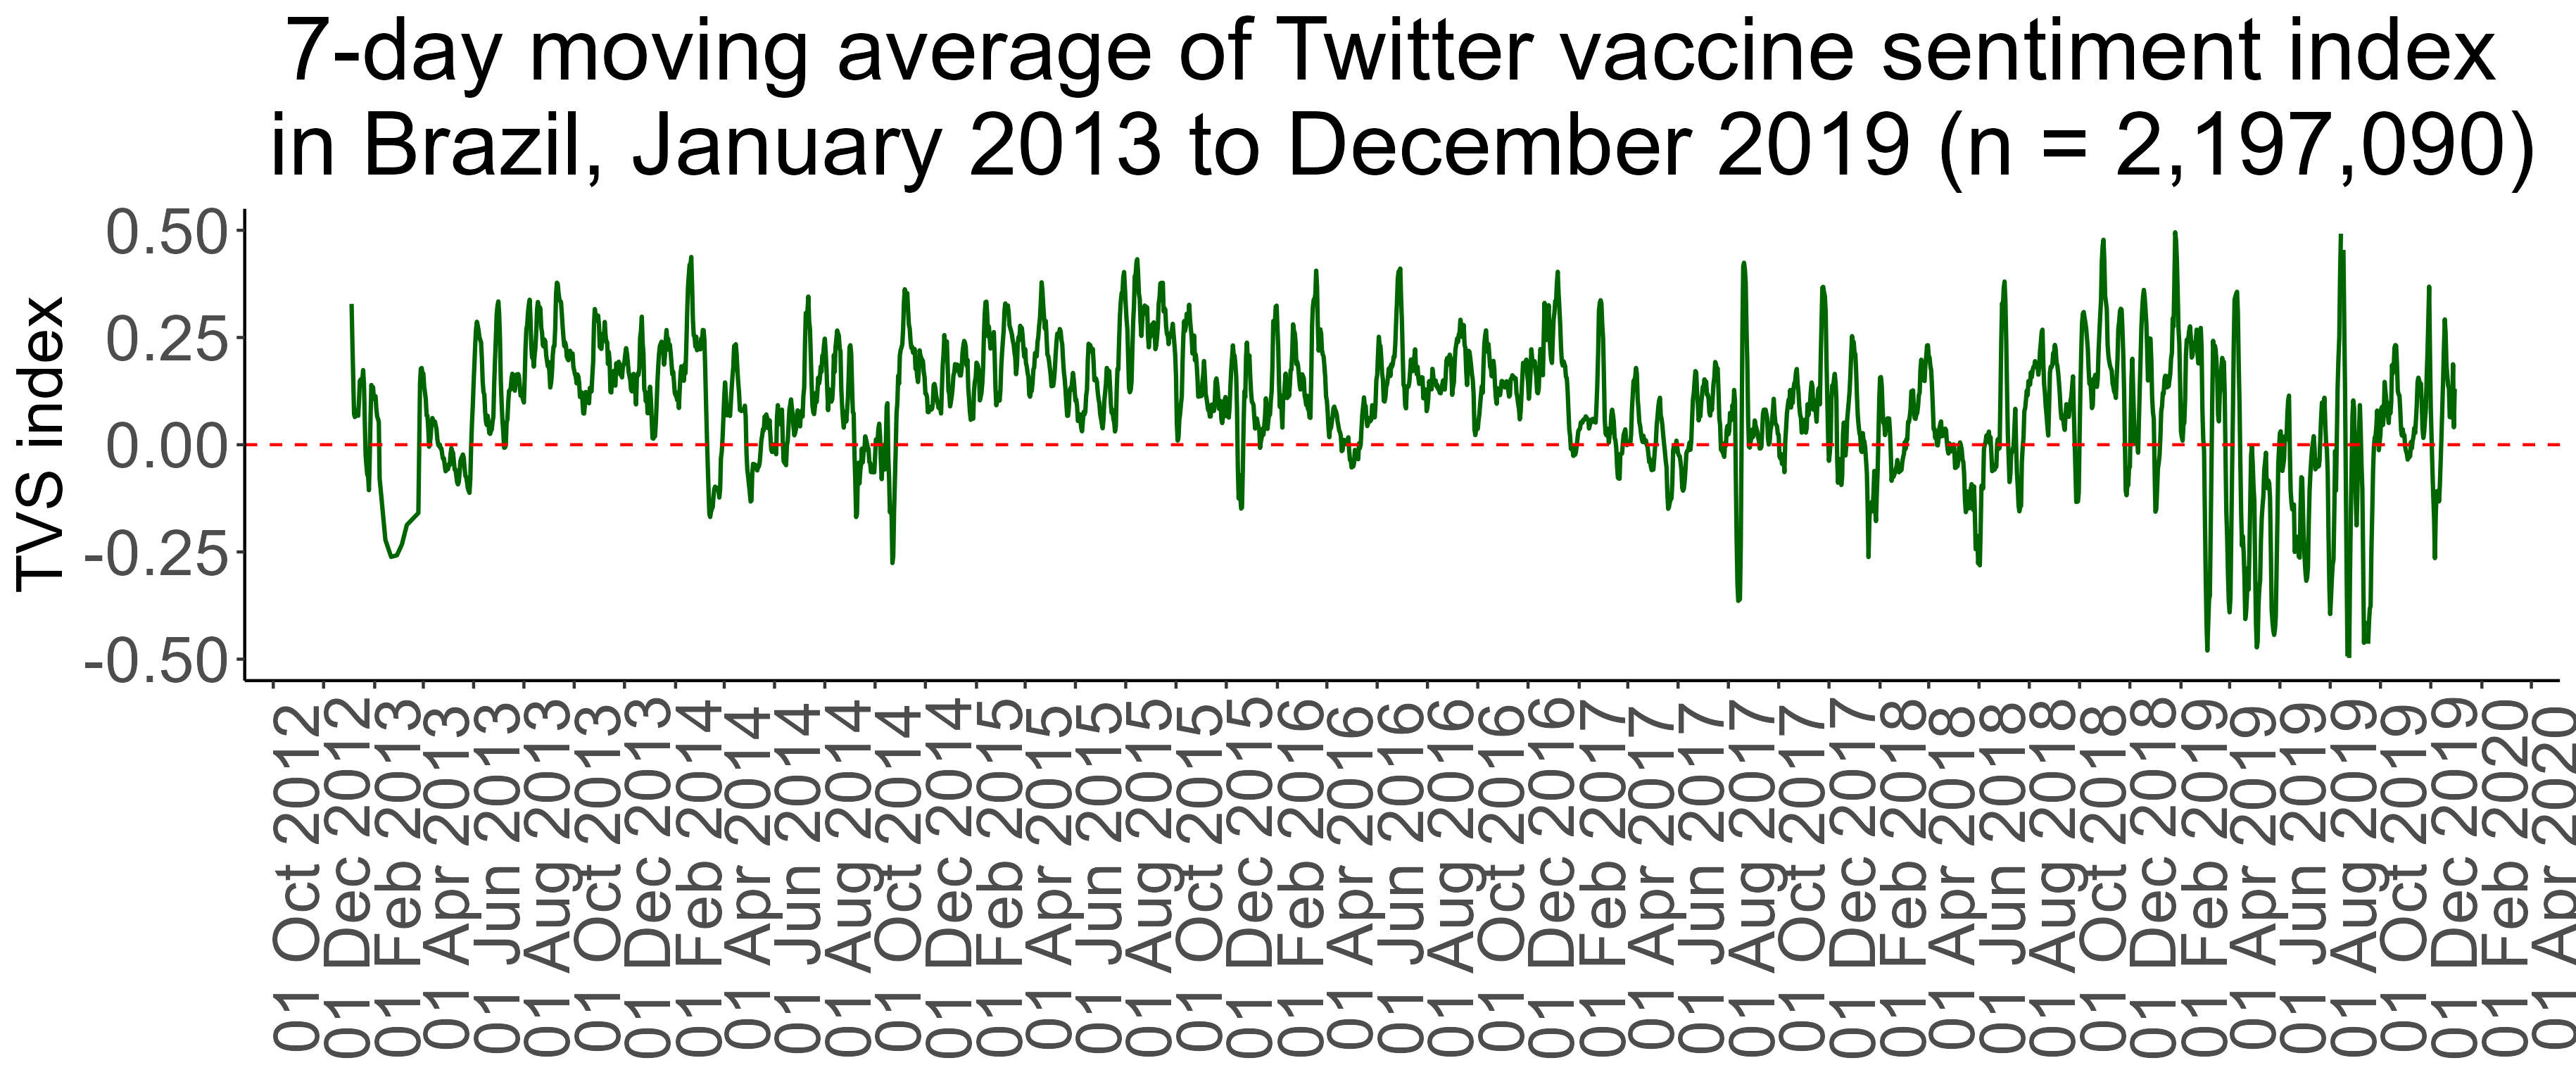 7-day moving average of Twitter vaccine sentiment index
in Brazil, January 2013 to December 2019 (n = 2,197,090)
TVS index
0.50
0.25
0.00
-0.25
-0.50
01 Oct 2012
01 Dec 2012
01 Feb 2013
01 Apr 2013
01 Jun 2013
01 Aug 2013
01 Oct 2013
01 Dec 2013
01 Feb 2014
01 Apr 2014
01 Jun 2014
01 Aug 2014
01 Oct 2014
01 Dec 2014
01 Feb 2015
01 Apr 2015
01 Jun 2015
01 Aug 2015
01 Oct 2015
01 Dec 2015
01 Feb 2016
01 Apr 2016
01 Jun 2016
01 Aug 2016
01 Oct 2016
01 Dec 2016
01 Feb 2017
01 Apr 2017
01 Jun 2017
01 Aug 2017
01 Oct 2017
01 Dec 2017
01 Feb 2018
01 Apr 2018
01 Jun 2018
01 Aug 2018
01 Oct 2018
01 Dec 2018
01 Feb 2019
01 Apr 2019
01 Jun 2019
01 Aug 2019
01 Oct 2019
01 Dec 2019
01 Feb 2020
01 Apr 2020